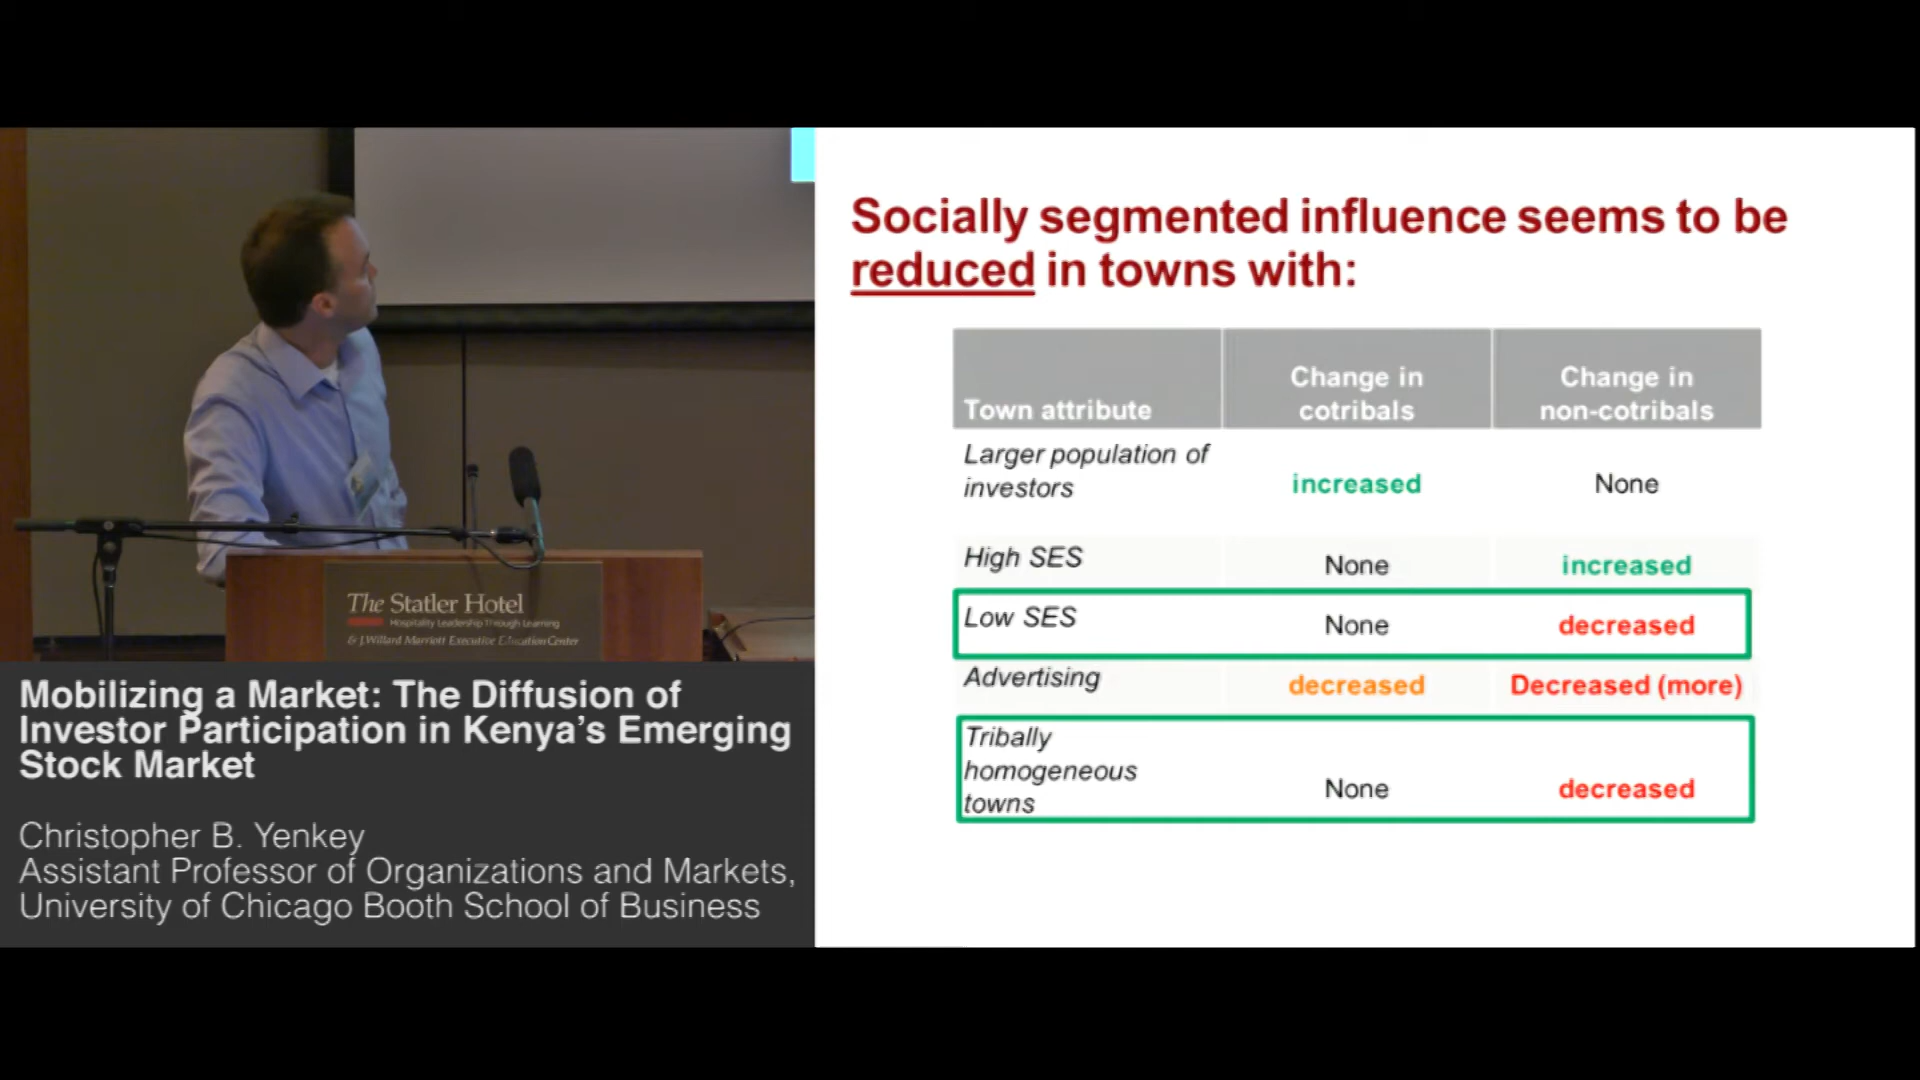 Socially segmented influence seems to be
reduced in towns with:
Town attribute
Change in
cotribals
Change in
non-cotribals
Larger population of
investors
increased
None
High SES
None
increased
Low SES
None
decreased
Advertising
decreased
Decreased (more)
Tribally
homogeneous
towns
None
decreased
The Statler Hotel
Hospitality Leadership Through Learning
& J.Willard Marriott Executive Education Center
Mobilizing a Market: The Diffusion of
Investor Participation in Kenya’s Emerging
Stock Market
Christopher B. Yenkey
Assistant Professor of Organizations and Markets,
University of Chicago Booth School of Business